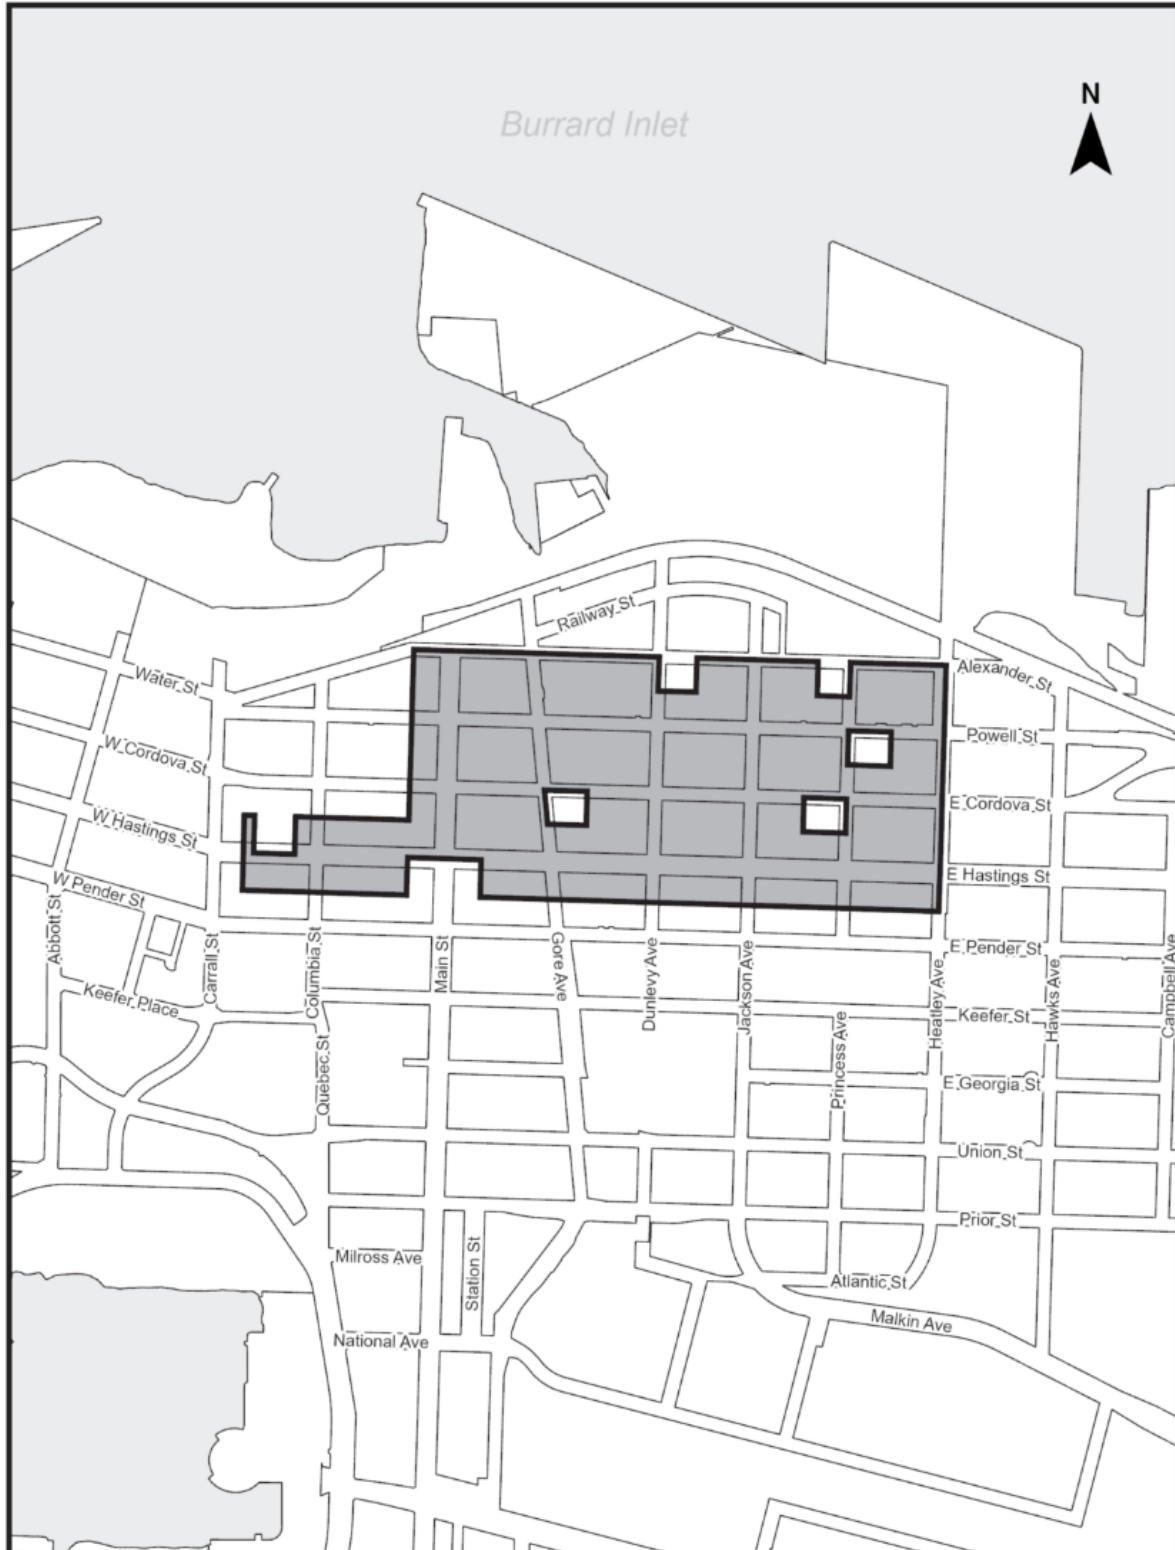 N
Burrard Inlet
Railway St
Water St
Alexander St
W Cordova St
Powell St
W Hastings St
E Cordova St
W Pender St
E Hastings St
Abbott St
Carrall St
Columbia St
Main St
Gore Ave
Dunlevy Ave
Jackson Ave
E Pender St
Heatley Ave
Hawks Ave
Campbell Ave
Keefer Place
Keefer St
Quebec St
Princess Ave
E Georgia St
Union St
Prior St
Milross Ave
Station St
Atlantic St
Malkin Ave
National Ave